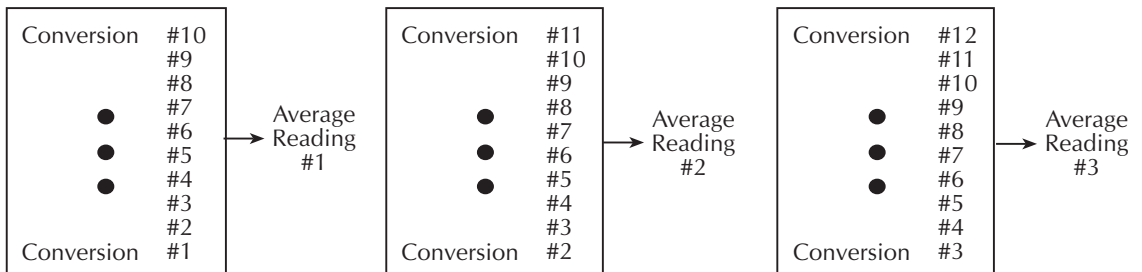 Conversion #10
#9
#8
#7
#6
#5
#4
#3
#2
Conversion #1
Average
Reading
#1
Conversion #11
#10
#9
#8
#7
#6
#5
#4
#3
Conversion #2
Average
Reading
#2
Conversion #12
#11
#10
#9
#8
#7
#6
#5
#4
Conversion #3
Average
Reading
#3